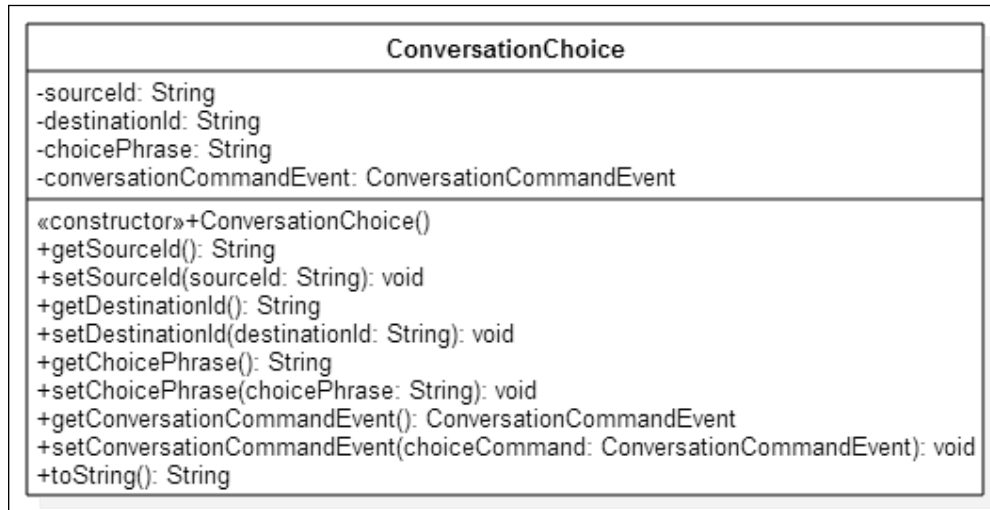 ConversationChoice
-sourceId: String
-destinationId: String
-choicePhrase: String
-conversationCommandEvent: ConversationCommandEvent
«constructor»+ConversationChoice()
+getSourceId(): String
+setSourceId(sourceId: String): void
+getDestinationId(): String
+setDestinationId(destinationId: String): void
+getChoicePhrase(): String
+setChoicePhrase(choicePhrase: String): void
+getConversationCommandEvent(): ConversationCommandEvent
+setConversationCommandEvent(choiceCommand: ConversationCommandEvent): void
+toString(): String